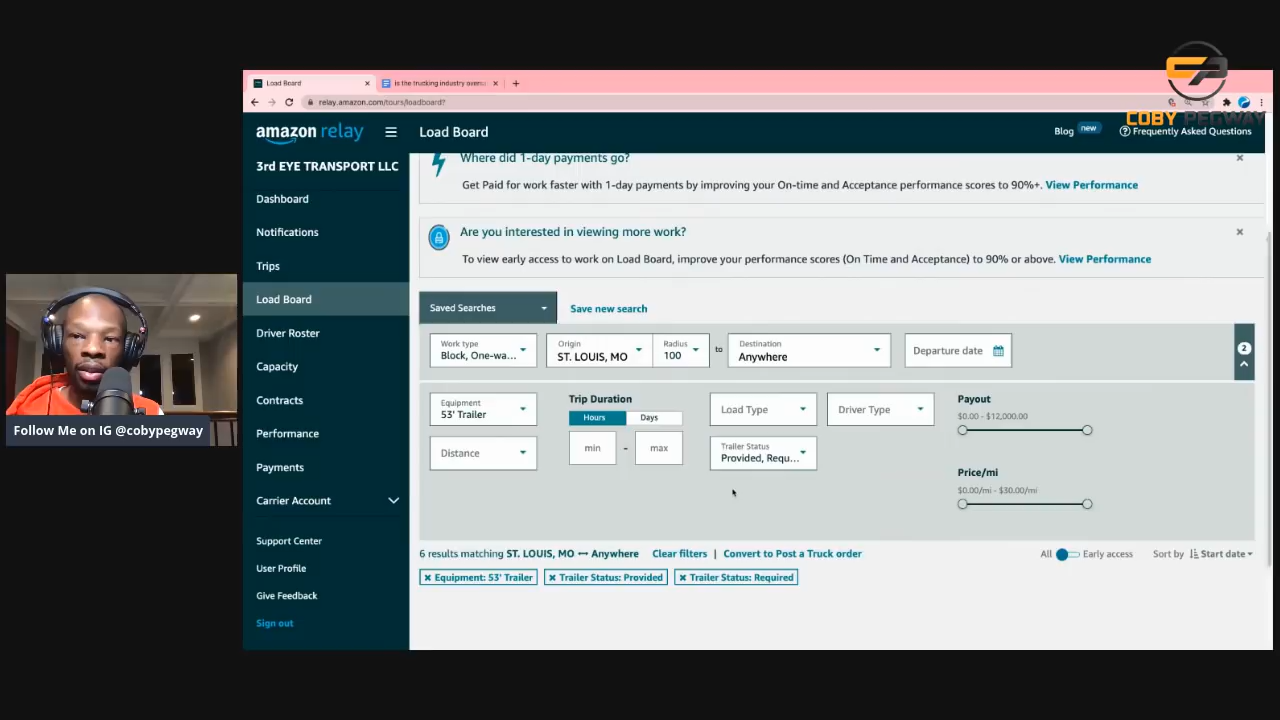 COBY PEGWAY
Load Board
is the trucking industry oversa
relay.amazon.com/tours/loadboard?
amazon relay
Load Board
Blog new
Frequently Asked Questions
3rd EYE TRANSPORT LLC
Dashboard
Notifications
Trips
Load Board
Driver Roster
Capacity
Contracts
Performance
Payments
Carrier Account
Support Center
User Profile
Give Feedback
Sign out
Where did 1-day payments go?
Get Paid for work faster with 1-day payments by improving your On-time and Acceptance performance scores to 90%+. View Performance
Are you interested in viewing more work?
To view early access to work on Load Board, improve your performance scores (On Time and Acceptance) to 90% or above. View Performance
Saved Searches
Save new search
Work type
Block, One-wa...
Origin
ST. LOUIS, MO
Radius
100
to
Destination
Anywhere
Departure date
2
Equipment
53' Trailer
Trip Duration
Hours
Days
min
-
max
Load Type
Driver Type
Payout
$0.00 - $12,000.00
Distance
Trailer Status
Provided, Requ...
Price/mi
$0.00/mi - $30.00/mi
6 results matching ST. LOUIS, MO ↔ Anywhere
Clear filters | Convert to Post a Truck order
All
Early access
Sort by
Start date
× Equipment: 53' Trailer
× Trailer Status: Provided
× Trailer Status: Required
Follow Me on IG @cobypegway